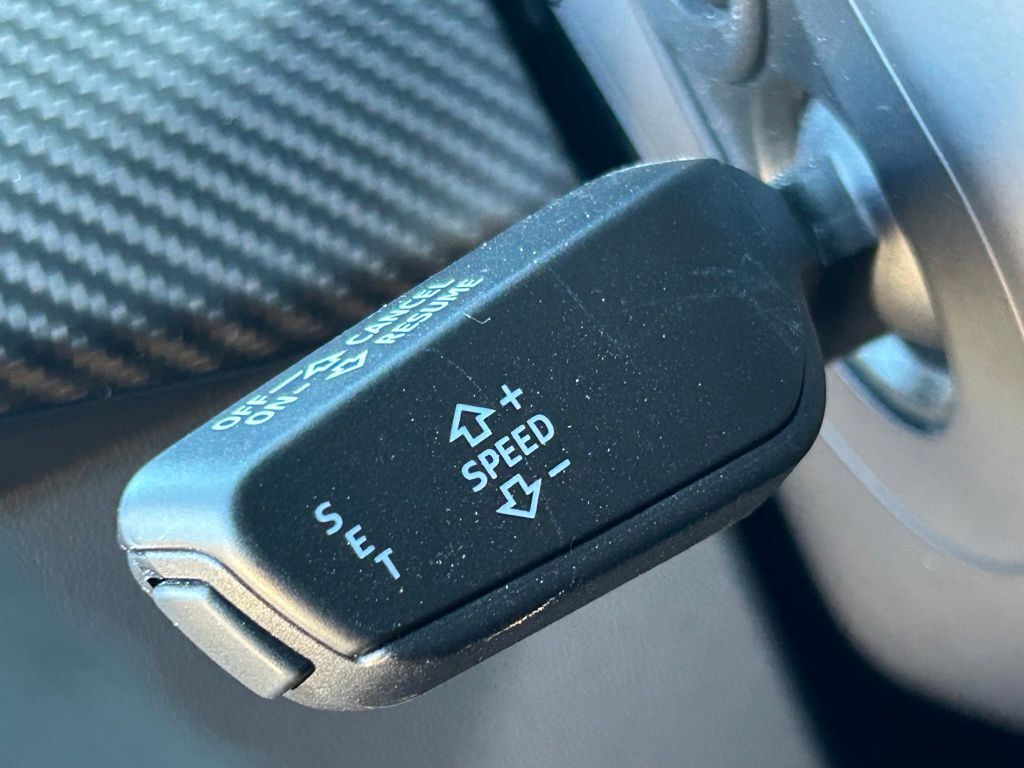 CANCEL
RESUME
OFF
ON
+
SPEED
-
SET